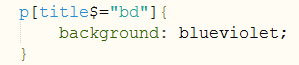 p[title$="bd"]{
    background: blueviolet;
}